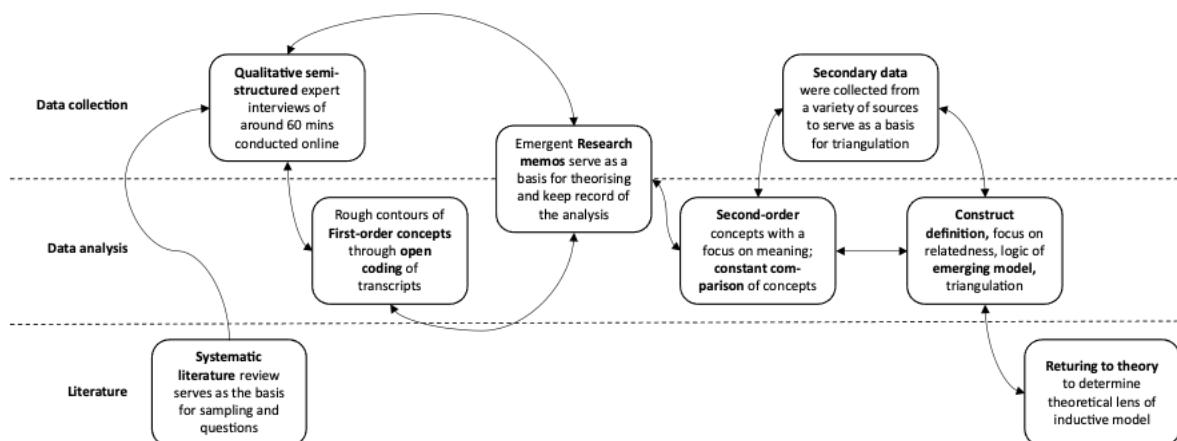 Data collection
Qualitative semi-
structured expert
interviews of
around 60 mins
conducted online
Emergent Research
memos serve as a
basis for theorising
and keep record of
the analysis
Secondary data
were collected from
a variety of sources
to serve as a basis
for triangulation
Data analysis
Rough contours of
First-order concepts
through open
coding of
transcripts
Second-order
concepts with a
focus on meaning;
constant com-
parison of concepts
Construct
definition, focus on
relatedness, logic of
emerging model,
triangulation
Literature
Systematic
literature review
serves as the basis
for sampling and
questions
Returing to theory
to determine
theoretical lens of
inductive model